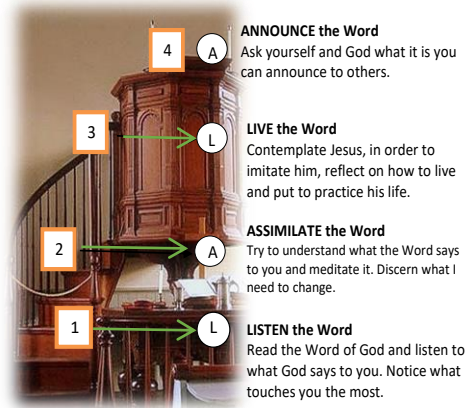 4
A
ANNOUNCE the Word
Ask yourself and God what it is you
can announce to others.
3
L
LIVE the Word
Contemplate Jesus, in order to
imitate him, reflect on how to live
and put to practice his life.
2
A
ASSIMILATE the Word
Try to understand what the Word says
to you and meditate it. Discern what I
need to change.
1
L
LISTEN the Word
Read the Word of God and listen to
what God says to you. Notice what
touches you the most.